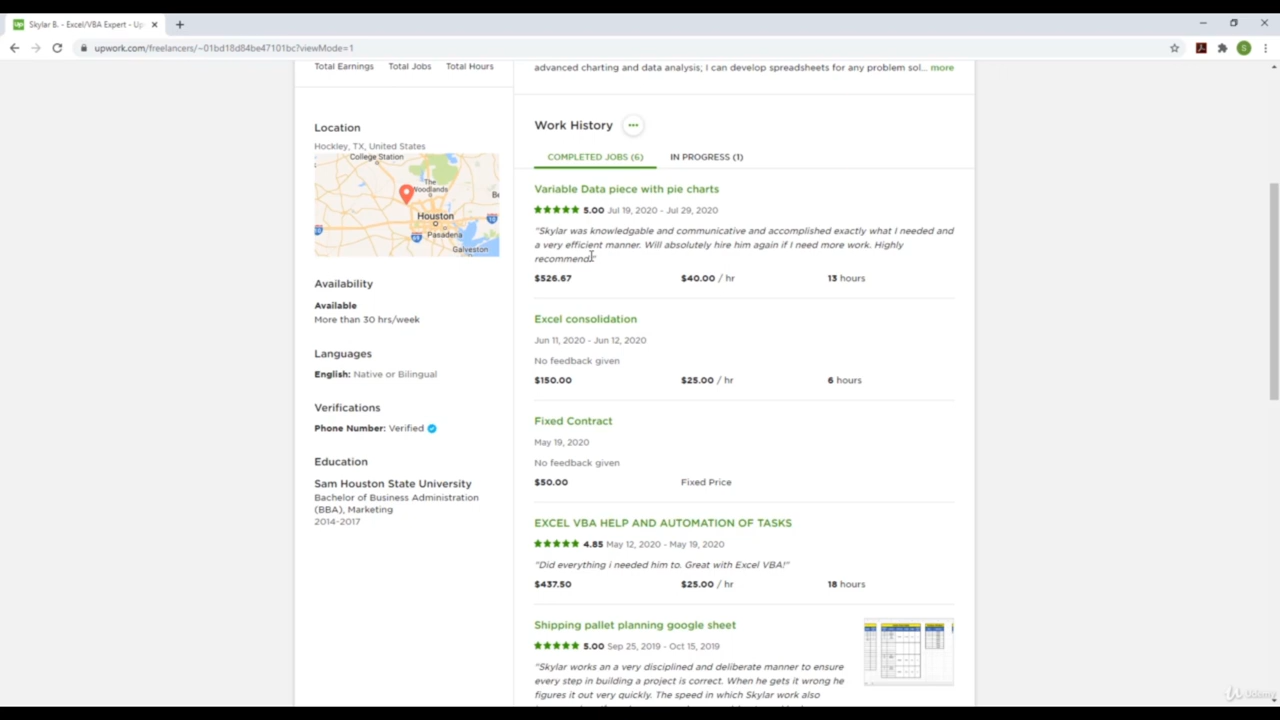 Skylar B. - Excel/VBA Expert - Up
upwork.com/freelancers/~01bd18d84be47101bc?viewMode=1
S
Total Earnings Total Jobs Total Hours
Location
Hockley, TX, United States
College Station
The Woodlands
Be
Houston
Pasadena
Galveston
10
69
10
Availability
Available
More than 30 hrs/week
Languages
English: Native or Bilingual
Verifications
Phone Number: Verified
Education
Sam Houston State University
Bachelor of Business Administration
(BBA), Marketing
2014-2017
advanced charting and data analysis; I can develop spreadsheets for any problem sol... more
Work History
COMPLETED JOBS (6) IN PROGRESS (1)
Variable Data piece with pie charts
5.00 Jul 19, 2020 - Jul 29, 2020
"Skylar was knowledgable and communicative and accomplished exactly what I needed and
a very efficient manner. Will absolutely hire him again if I need more work. Highly
recommend."
$526.67 $40.00 / hr 13 hours
Excel consolidation
Jun 11, 2020 - Jun 12, 2020
No feedback given
$150.00 $25.00 / hr 6 hours
Fixed Contract
May 19, 2020
No feedback given
$50.00 Fixed Price
EXCEL VBA HELP AND AUTOMATION OF TASKS
4.85 May 12, 2020 - May 19, 2020
"Did everything i needed him to. Great with Excel VBA!"
$437.50 $25.00 / hr 18 hours
Shipping pallet planning google sheet
5.00 Sep 25, 2019 - Oct 15, 2019
"Skylar works an a very disciplined and deliberate manner to ensure
every step in building a project is correct. When he gets it wrong he
figures it out very quickly. The speed in which Skylar work also
Udemy